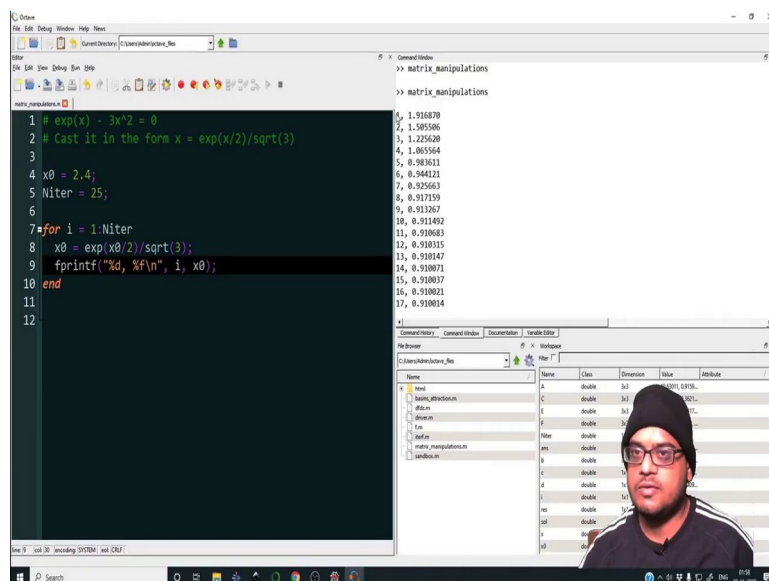 Octave
File Edit Debug Window Help News
Current Directory: C:\Users\Admin\octave_files
Editor
File Edit View Debug Run Help
matrix_manipulations.m
1 # exp(x) - 3x^2 = 0
2 # Cast it in the form x = exp(x/2)/sqrt(3)
3
4 x0 = 2.4;
5 Niter = 25;
6
7 for i = 1:Niter
8 x0 = exp(x0/2)/sqrt(3);
9 fprintf("%d, %f\n", i, x0);
10 end
11
12
line: 9 col: 30 encoding: SYSTEM eol: CRLF
Command Window
>> matrix_manipulations
>> matrix_manipulations
1, 1.916870
2, 1.505506
3, 1.225620
4, 1.065564
5, 0.983611
6, 0.944121
7, 0.925663
8, 0.917159
9, 0.913267
10, 0.911492
11, 0.910683
12, 0.910315
13, 0.910147
14, 0.910071
15, 0.910037
16, 0.910021
17, 0.910014
Command History Command Window Documentation Variable Editor
File Browser
C:/Users/Admin/octave_files
Name
html
basins_attraction.m
dfdz.m
driver.m
f.m
iterf.m
matrix_manipulations.m
sandbox.m
Workspace
Filter
Name Class Dimension Value Attribute
A double 3x3
C double 3x3
E double 3x3
F double
Niter double
ans double
b double
c double
d double
i double 1x1
res double
sol double
x
x0
Search
ENG
01:58